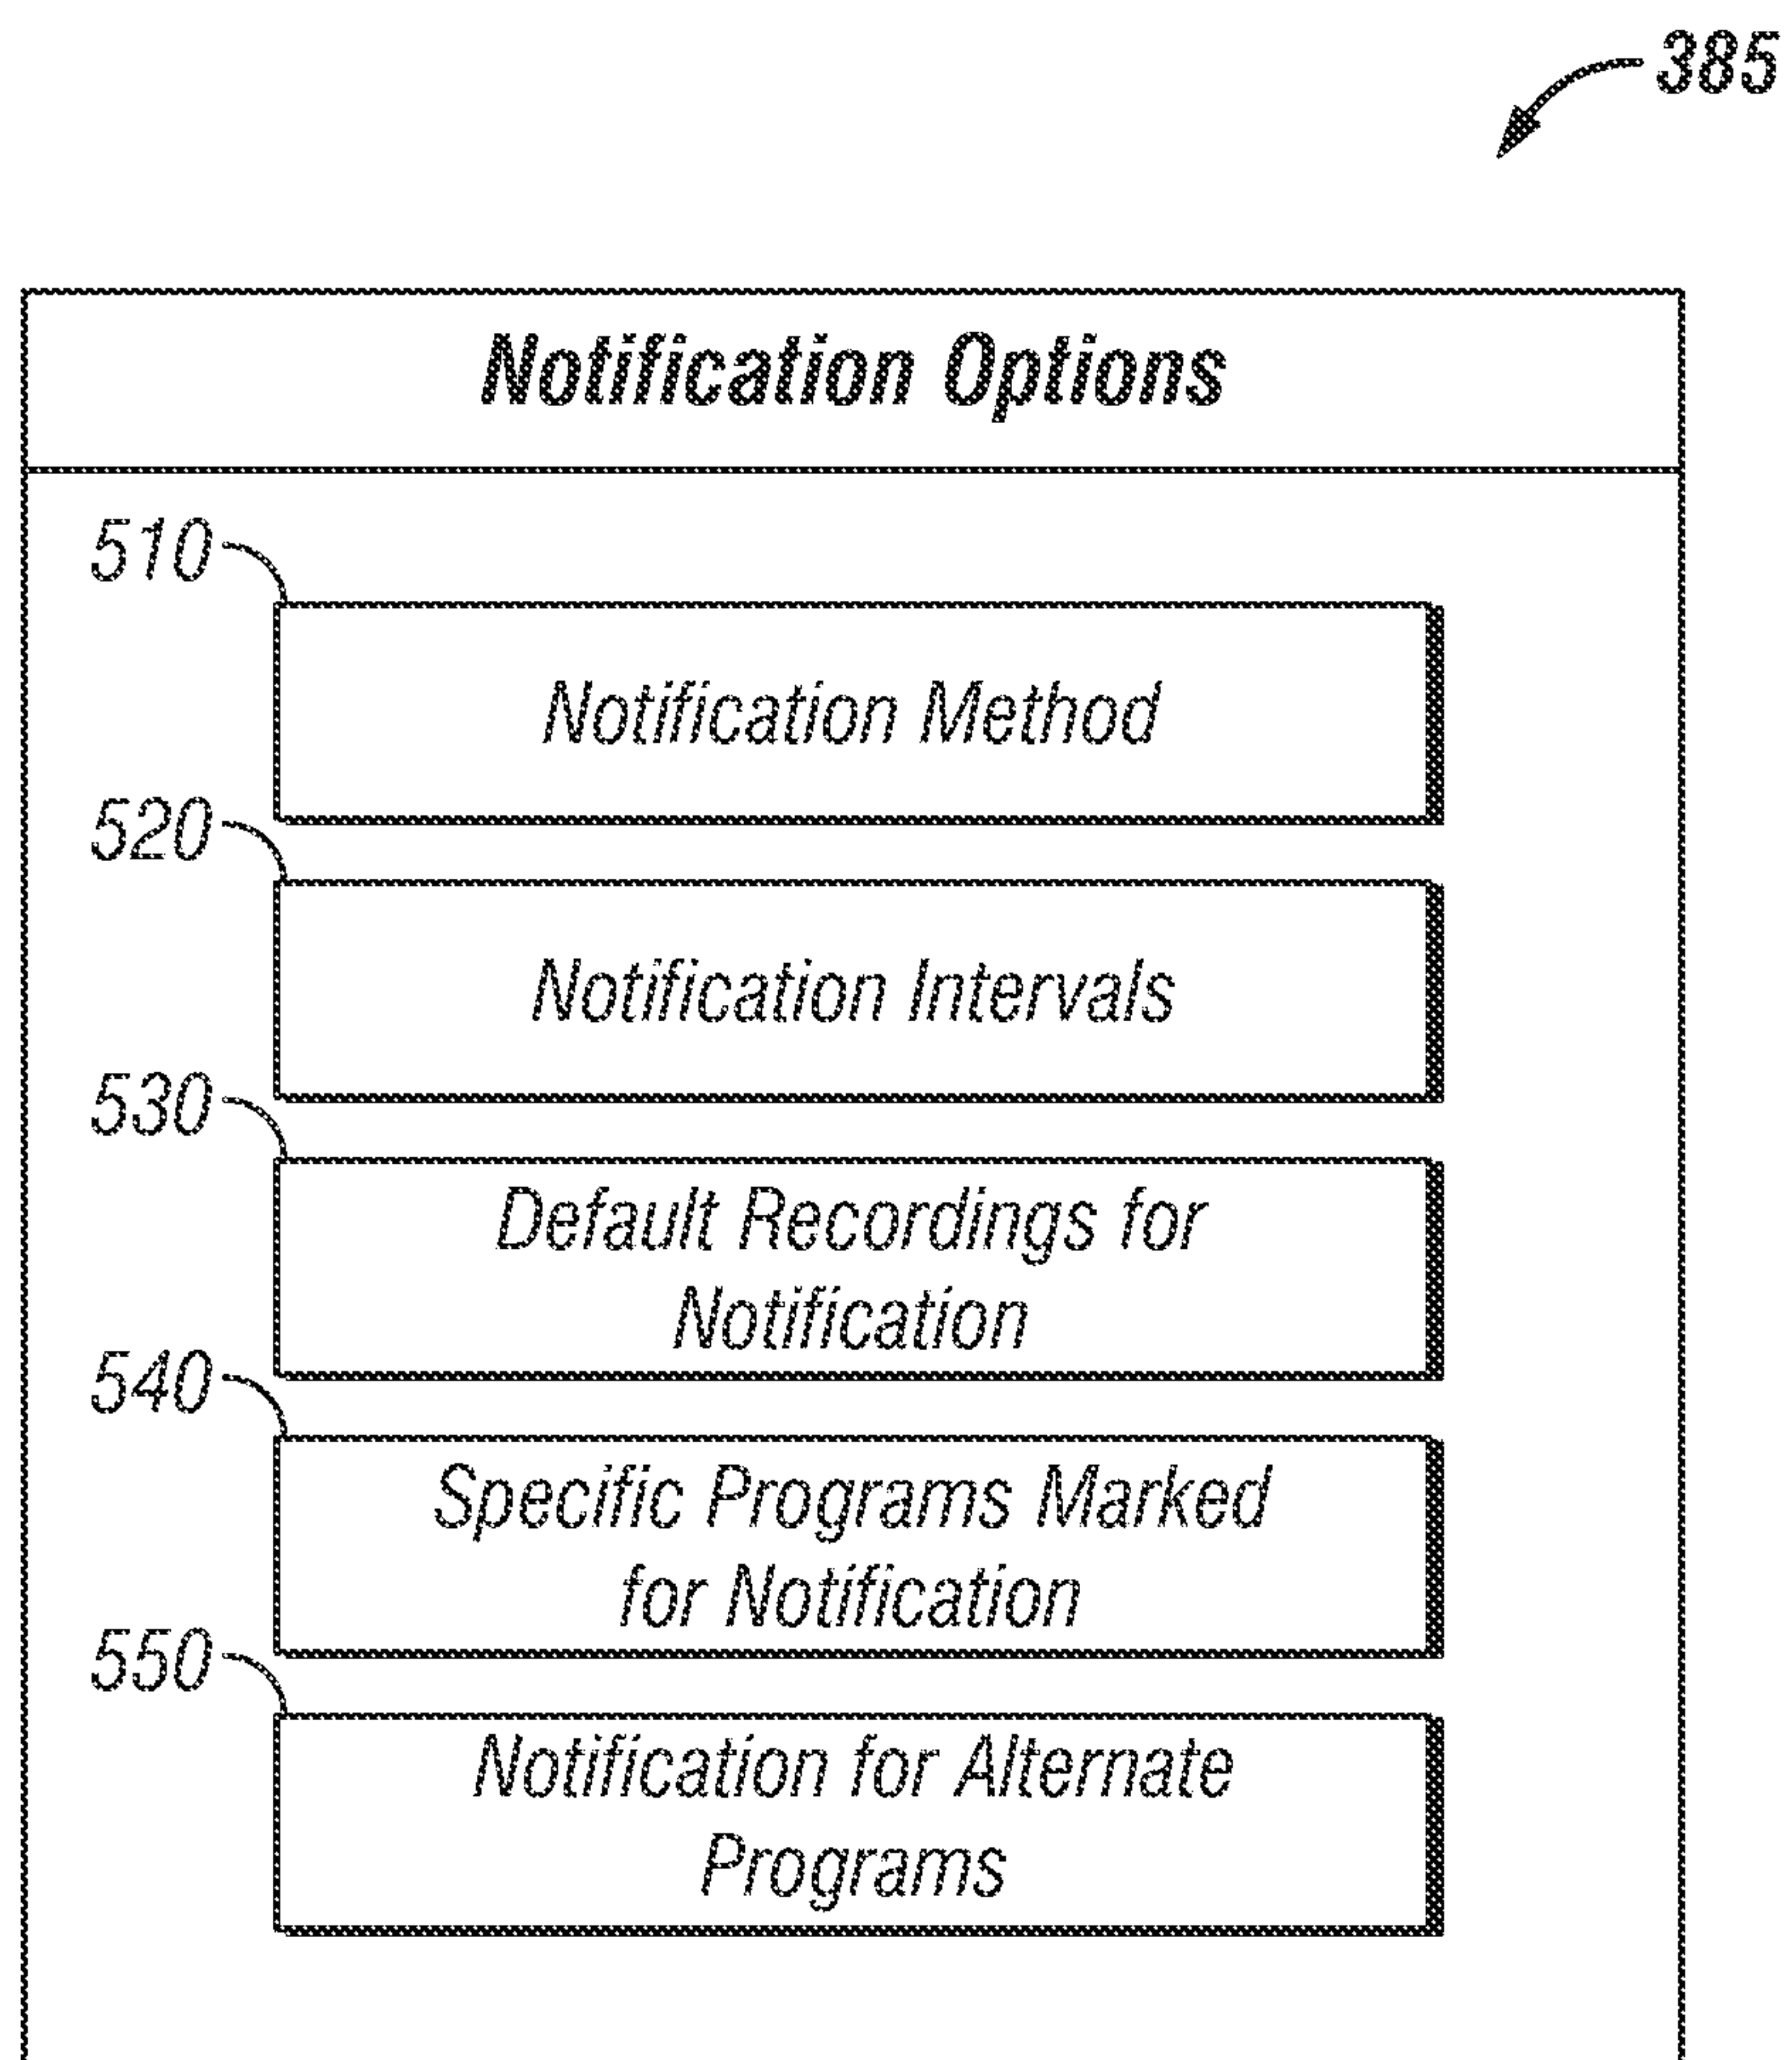 385
Notification Options
510
Notification Method
520
Notification Intervals
530
Default Recordings for
Notification
540
Specific Programs Marked
for Notification
550
Notification for Alternate
Programs